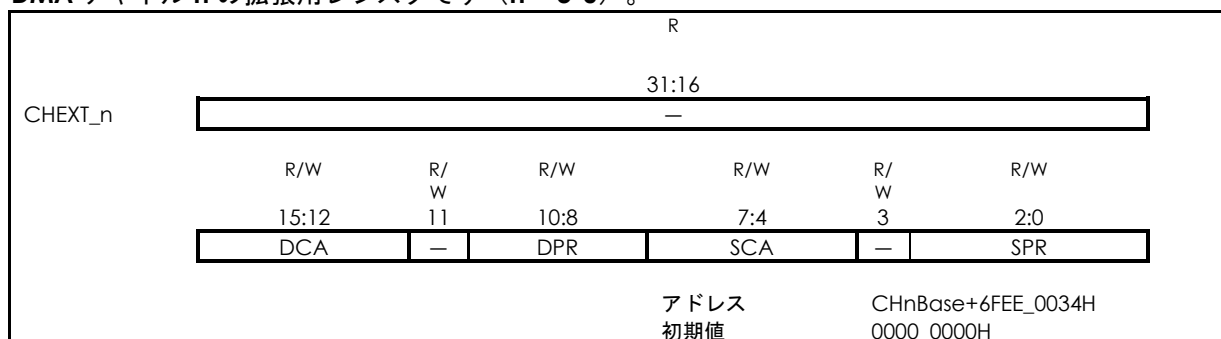 R
31:16
CHEXT_n —
R/W R/W R/W R/W R/W R/W
15:12 11 10:8 7:4 3 2:0
DCA — DPR SCA — SPR
アドレス CHnBase+6FEE_0034H
初期値 0000_0000H